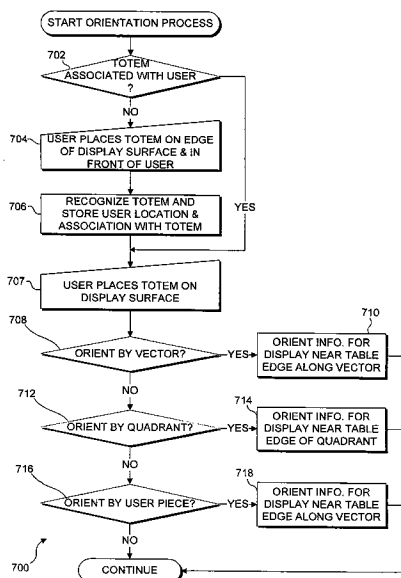 START ORIENTATION PROCESS
702
TOTEM
ASSOCIATED WITH USER
?
NO
YES
704
USER PLACES TOTEM ON EDGE
OF DISPLAY SURFACE & IN
FRONT OF USER
706
RECOGNIZE TOTEM AND
STORE USER LOCATION &
ASSOCIATION WITH TOTEM
707
USER PLACES TOTEM ON
DISPLAY SURFACE
708
ORIENT BY VECTOR?
YES
710
ORIENT INFO. FOR
DISPLAY NEAR TABLE
EDGE ALONG VECTOR
NO
712
ORIENT BY QUADRANT?
YES
714
ORIENT INFO. FOR
DISPLAY NEAR TABLE
EDGE OF QUADRANT
NO
716
ORIENT BY USER PIECE?
YES
718
ORIENT INFO. FOR
DISPLAY NEAR TABLE
EDGE ALONG VECTOR
NO
700
CONTINUE